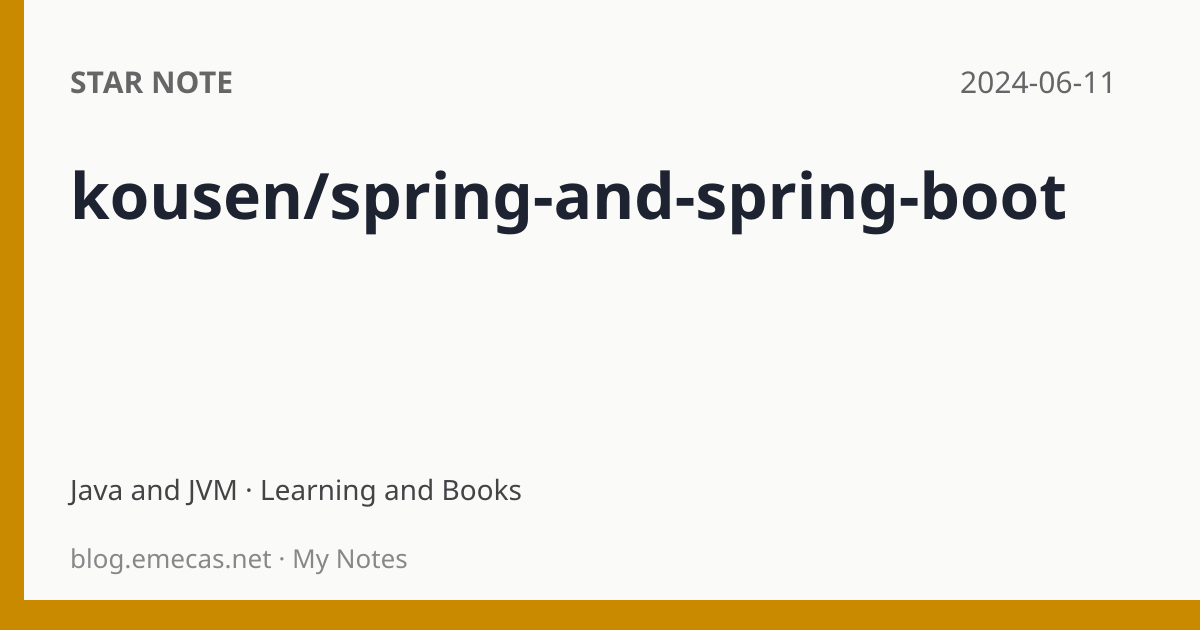 STAR NOTE
2024-06-11
kousen/spring-and-spring-boot
Java and JVM · Learning and Books
blog.emecas.net · My Notes